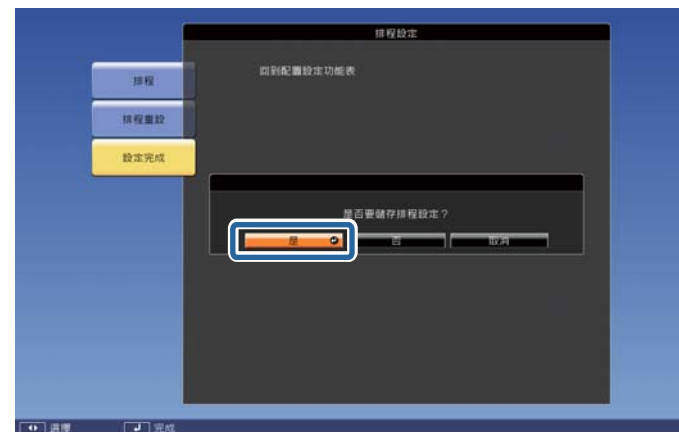 排程設定
回到配置設定功能表
排程
排程重設
設定完成
是否要儲存排程設定？
是
否
取消
選擇
完成